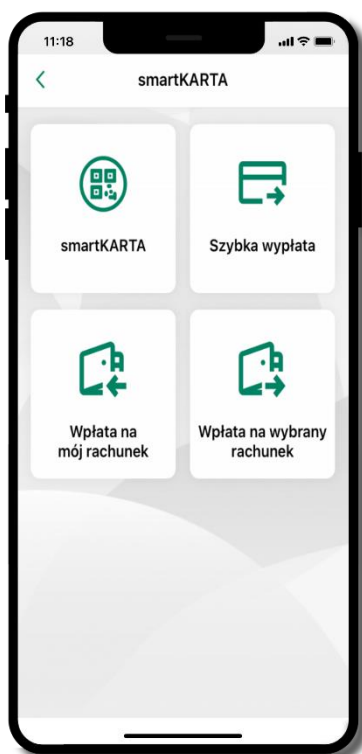 11:18
smartKARTA
smartKARTA
Szybka wypłata
Wpłata na
mój rachunek
Wpłata na wybrany
rachunek